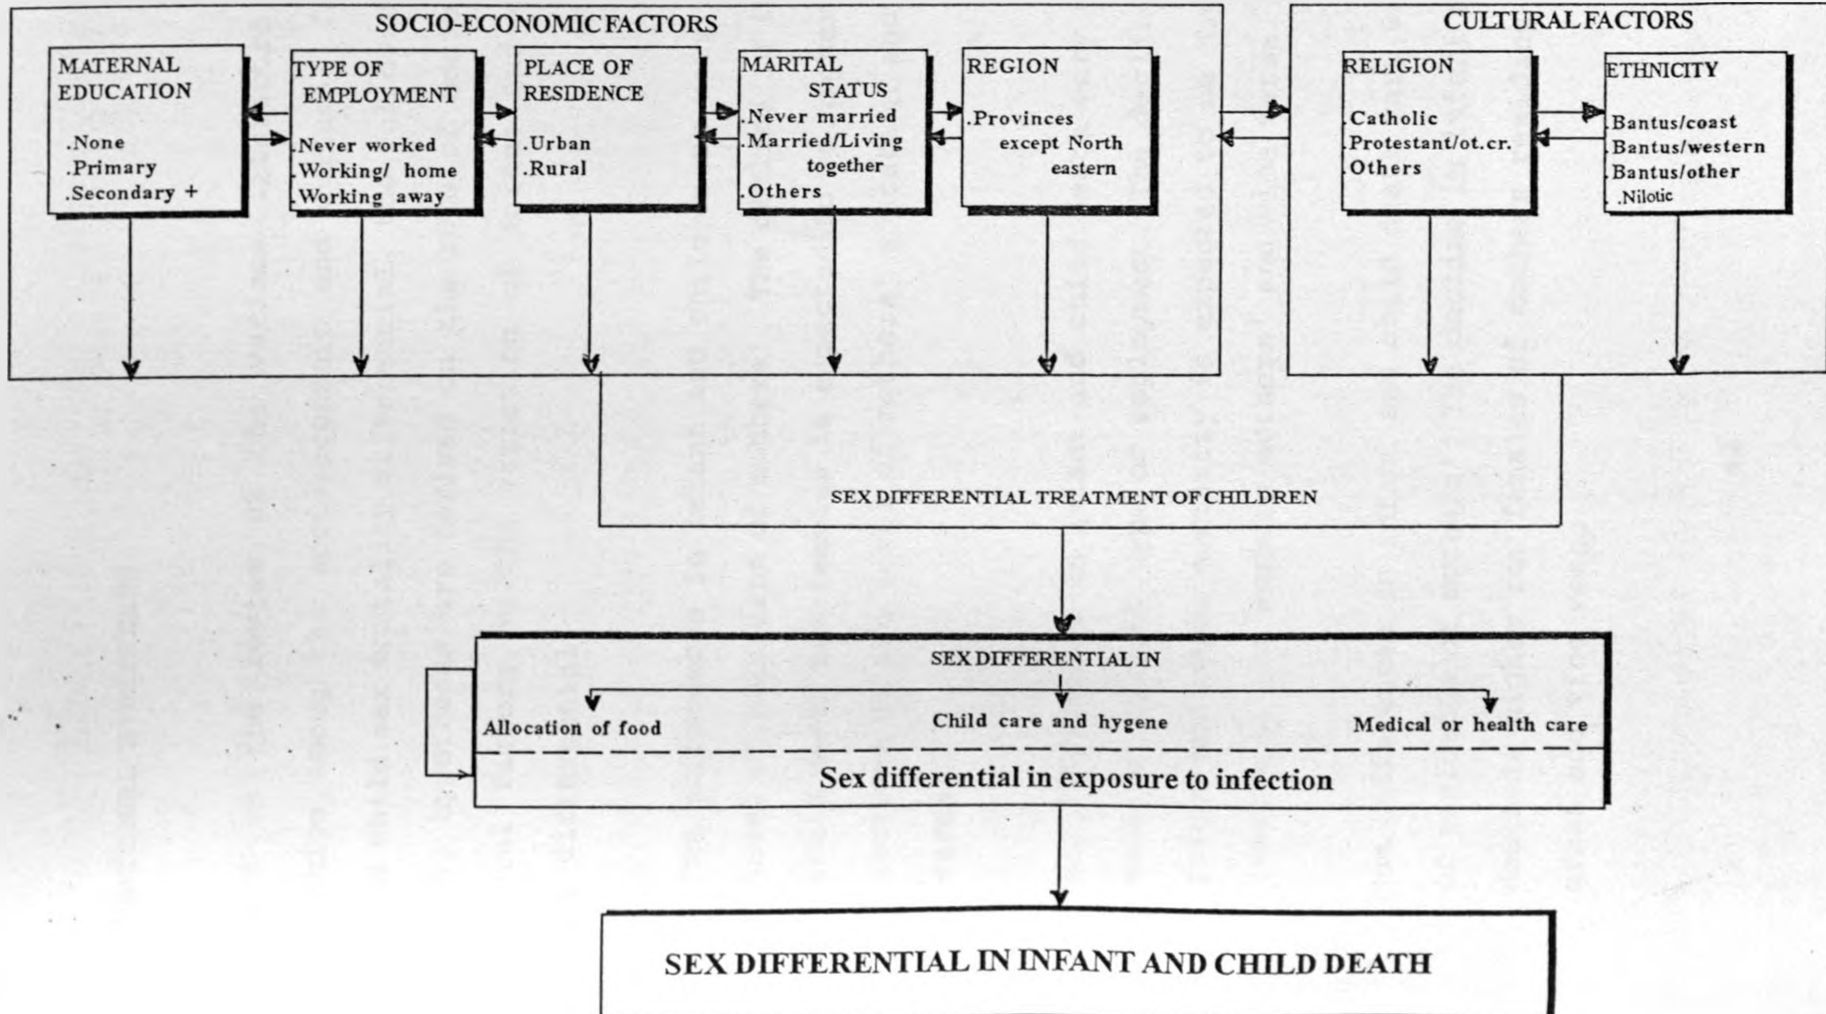 SOCIO-ECONOMIC FACTORS
MATERNAL
EDUCATION
.None
.Primary
.Secondary +
TYPE OF
EMPLOYMENT
.Never worked
.Working/ home
.Working away
PLACE OF
RESIDENCE
.Urban
.Rural
MARITAL
STATUS
.Never married
.Married/Living
together
.Others
REGION
.Provinces
except North
eastern
CULTURAL FACTORS
RELIGION
.Catholic
.Protestant/ot.cr.
.Others
ETHNICITY
.Bantus/coast
.Bantus/western
.Bantus/other
. .Nilotic
SEX DIFFERENTIAL TREATMENT OF CHILDREN
SEX DIFFERENTIAL IN
Allocation of food
Child care and hygene
Medical or health care
Sex differential in exposure to infection
SEX DIFFERENTIAL IN INFANT AND CHILD DEATH